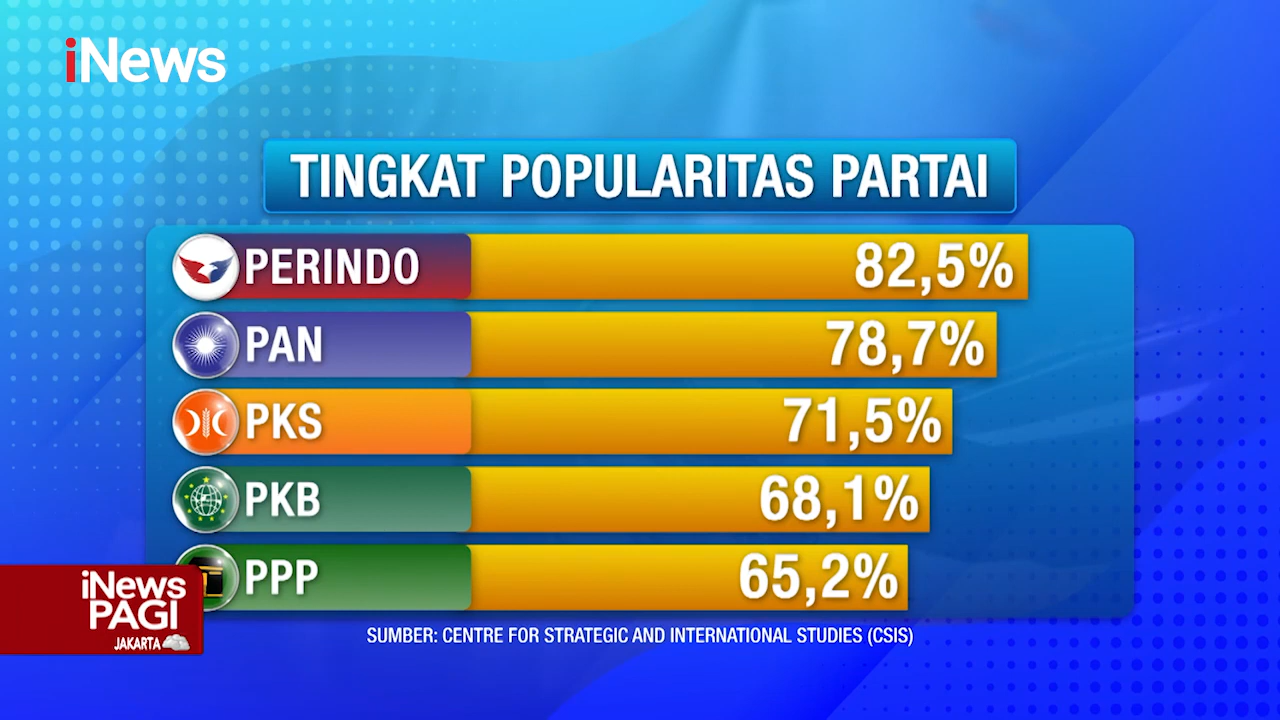 iNews
TINGKAT POPULARITAS PARTAI
PERINDO 82,5%
PAN 78,7%
PKS 71,5%
PKB 68,1%
PPP 65,2%
iNews
PAGI
JAKARTA
SUMBER: CENTRE FOR STRATEGIC AND INTERNATIONAL STUDIES (CSIS)